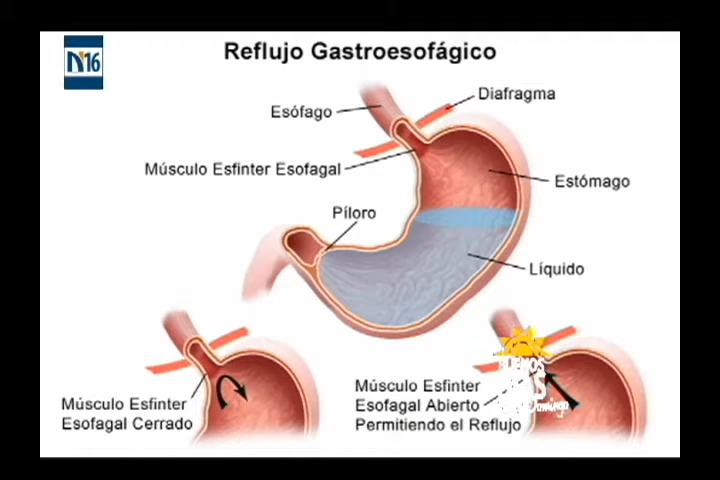 N16
Reflujo Gastroesofágico
Diafragma
Esófago
Músculo Esfinter Esofagal
Estómago
Píloro
Líquido
Músculo Esfinter
Esofagal Cerrado
Músculo Esfinter
Esofagal Abierto
Permitiendo el Reflujo
Domingo